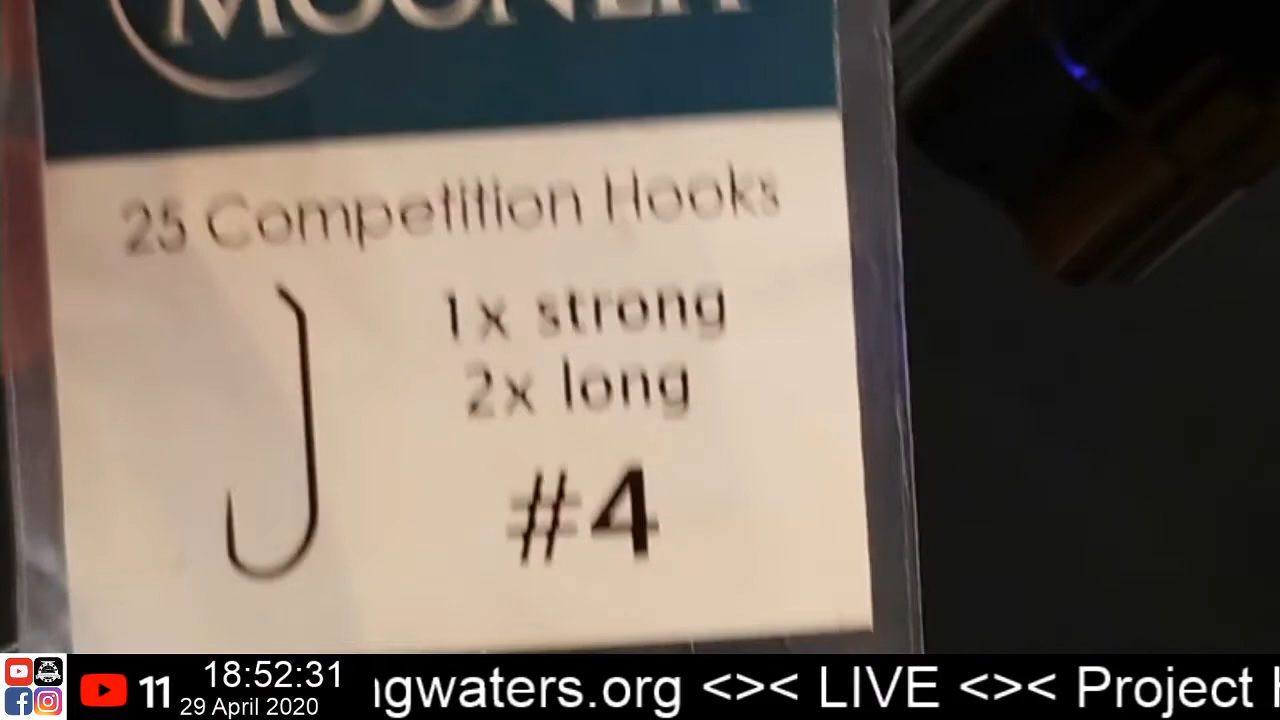 25 Competition Hooks
1x strong
2x long
#4
11
18:52:31
29 April 2020
gwaters.org <>< LIVE <>< Project